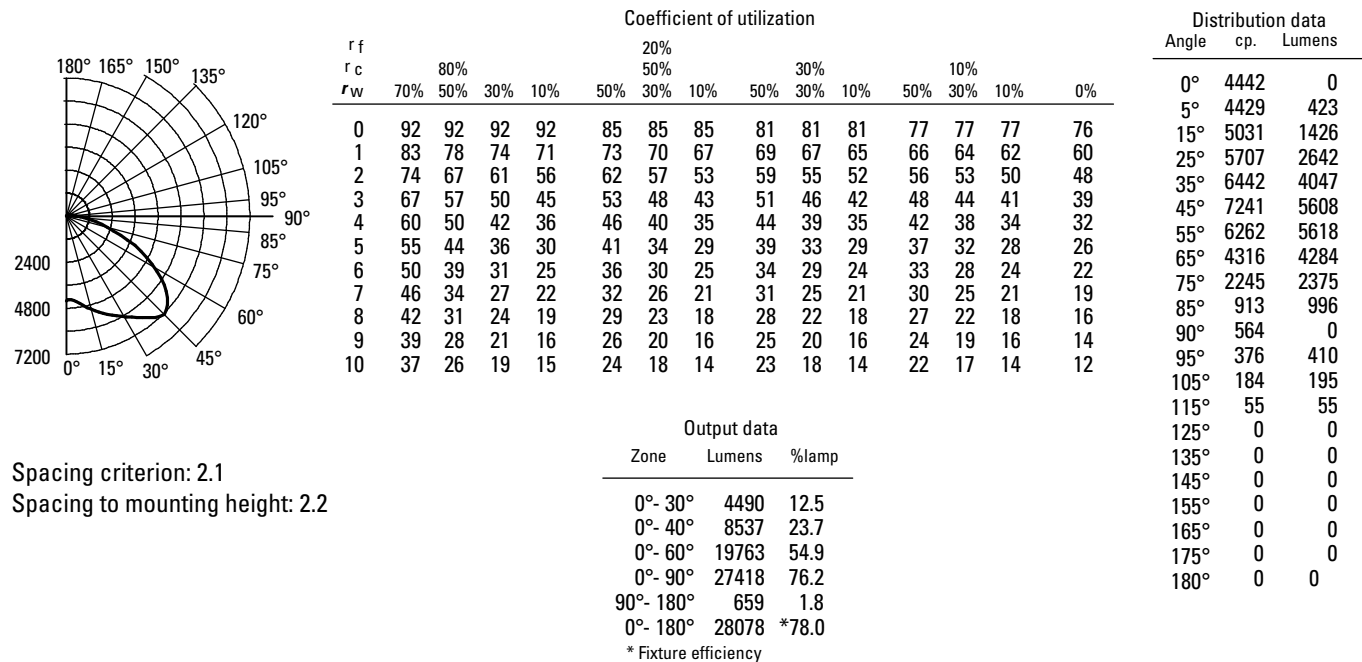 180° 165° 150° 135°
120°
105°
95°
90°
85°
75°
60°
45°
0° 15° 30°
2400
4800
7200
Spacing criterion: 2.1
Spacing to mounting height: 2.2
Coefficient of utilization
r f 20%
r c 80% 50% 30% 10%
r w 70% 50% 30% 10% 50% 30% 10% 50% 30% 10% 50% 30% 10% 0%
0 92 92 92 92 85 85 85 81 81 81 77 77 77 76
1 83 78 74 71 73 70 67 69 67 65 66 64 62 60
2 74 67 61 56 62 57 53 59 55 52 56 53 50 48
3 67 57 50 45 53 48 43 51 46 42 48 44 41 39
4 60 50 42 36 46 40 35 44 39 35 42 38 34 32
5 55 44 36 30 41 34 29 39 33 29 37 32 28 26
6 50 39 31 25 36 30 25 34 29 24 33 28 24 22
7 46 34 27 22 32 26 21 31 25 21 30 25 21 19
8 42 31 24 19 29 23 18 28 22 18 27 22 18 16
9 39 28 21 16 26 20 16 25 20 16 24 19 16 14
10 37 26 19 15 24 18 14 23 18 14 22 17 14 12
Output data
Zone Lumens %lamp
0°- 30° 4490 12.5
0°- 40° 8537 23.7
0°- 60° 19763 54.9
0°- 90° 27418 76.2
90°- 180° 659 1.8
0°- 180° 28078 *78.0
* Fixture efficiency
Distribution data
Angle cp. Lumens
0° 4442 0
5° 4429 423
15° 5031 1426
25° 5707 2642
35° 6442 4047
45° 7241 5608
55° 6262 5618
65° 4316 4284
75° 2245 2375
85° 913 996
90° 564 0
95° 376 410
105° 184 195
115° 55 55
125° 0 0
135° 0 0
145° 0 0
155° 0 0
165° 0 0
175° 0 0
180° 0 0